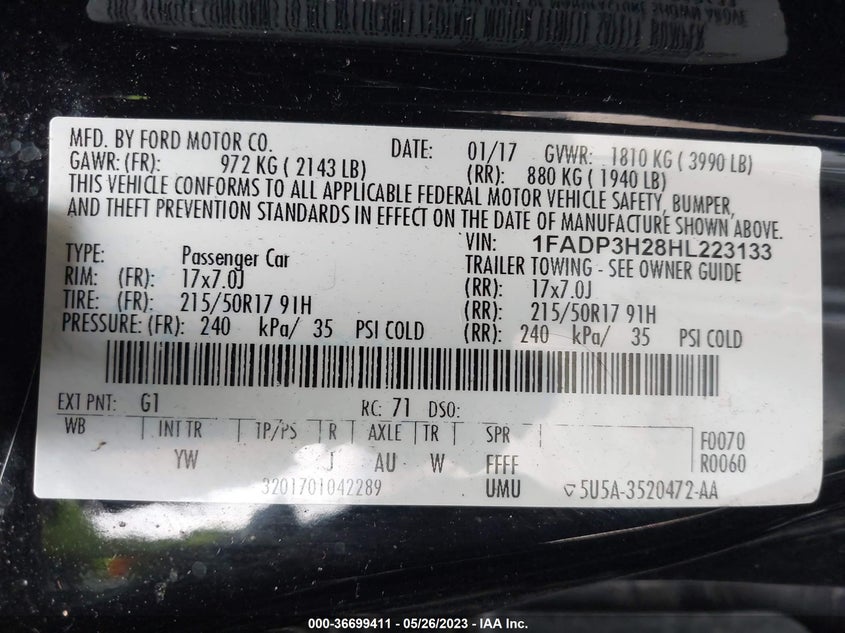 MFD. BY FORD MOTOR CO. DATE: 01/17 GVWR: 1810 KG ( 3990 LB)
GAWR: (FR): 972 KG ( 2143 LB) (RR): 880 KG ( 1940 LB)
THIS VEHICLE CONFORMS TO ALL APPLICABLE FEDERAL MOTOR VEHICLE SAFETY, BUMPER,
AND THEFT PREVENTION STANDARDS IN EFFECT ON THE DATE OF MANUFACTURE SHOWN ABOVE.
VIN: 1FADP3H28HL223133
TYPE: Passenger Car TRAILER TOWING - SEE OWNER GUIDE
RIM: (FR): 17x7.0J (RR): 17x7.0J
TIRE: (FR): 215/50R17 91H (RR): 215/50R17 91H
PRESSURE: (FR): 240 kPa/ 35 PSI COLD (RR): 240 kPa/ 35 PSI COLD
EXT PNT: G1 RC: 71 DSO:
WB INT TR TP/PS R AXLE TR SPR F0070
YW J AU W FFFF R0060
3201701042289 UMU 5U5A-3520472-AA
000-36699411 - 05/26/2023 - IAA Inc.